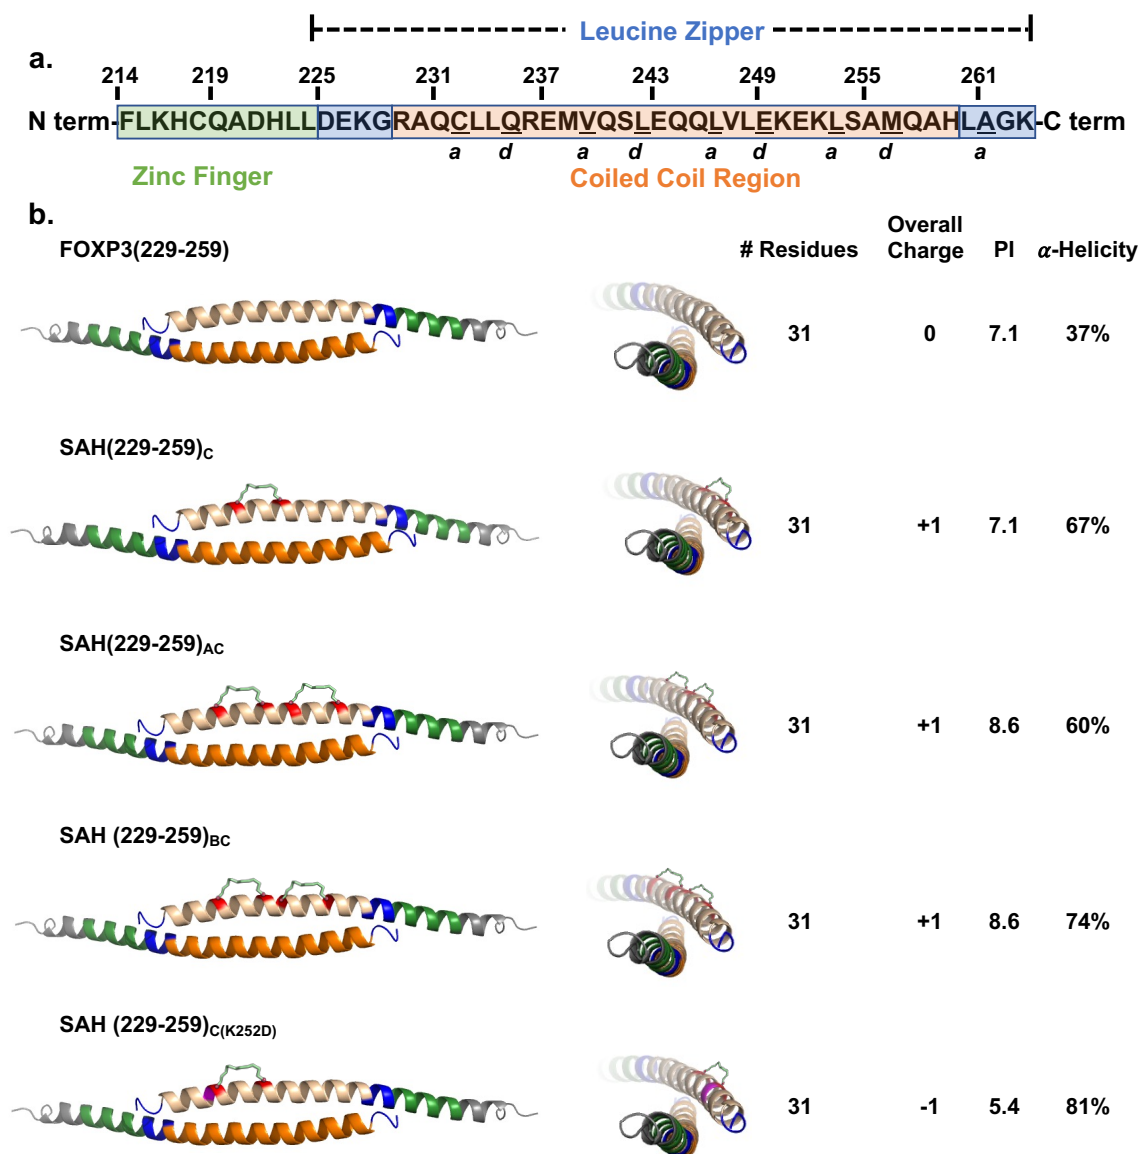 Leucine Zipper
a.
214 219 225 231 237 243 249 255 261
N term-FLKHCQADHLLDEKGRAQCLLQREMVQSLEQQLVLEKEKLSAMQAHLAGK-C term
a d a d a d a d a
Zinc Finger Coiled Coil Region
b.
FOXP3(229-259) # Residues Overall Charge PI α-Helicity
31 0 7.1 37%
SAH(229-259)C
31 +1 7.1 67%
SAH(229-259)AC
31 +1 8.6 60%
SAH (229-259)BC
31 +1 8.6 74%
SAH (229-259)C(K252D)
31 -1 5.4 81%